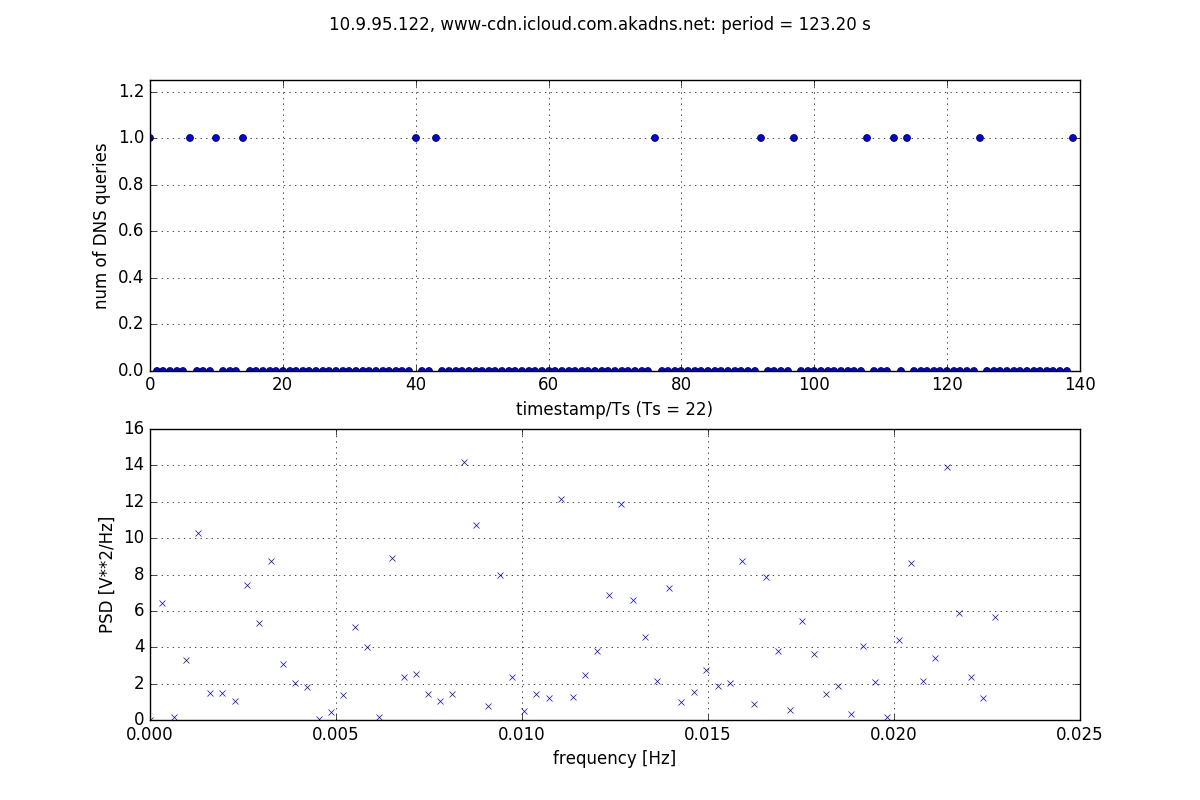 10.9.95.122, www-cdn.icloud.com.akadns.net: period = 123.20 s
1.2
1.0
0.8
0.6
0.4
0.2
0.0
num of DNS queries
0 20 40 60 80 100 120 140
timestamp/Ts (Ts = 22)
16
14
12
10
8
6
4
2
0
PSD [V**2/Hz]
0.000 0.005 0.010 0.015 0.020 0.025
frequency [Hz]